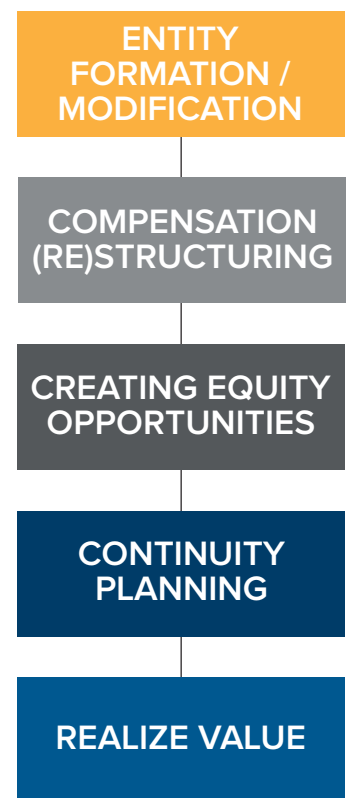 ENTITY
FORMATION /
MODIFICATION
COMPENSATION
(RE)STRUCTURING
CREATING EQUITY
OPPORTUNITIES
CONTINUITY
PLANNING
REALIZE VALUE